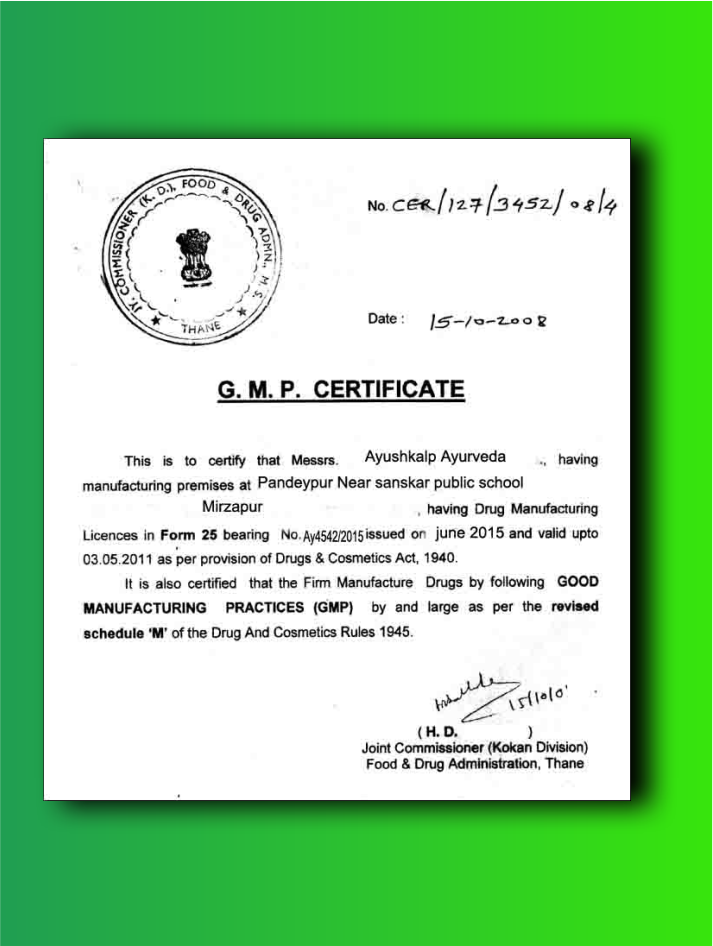 JT. COMMISSIONER (K. D.), FOOD & DRUG ADMN., M. S.
THANE
No. CER/127/3452/08/4
Date : 15-10-2008
G. M. P. CERTIFICATE
This is to certify that Messrs. Ayushkalp Ayurveda ., having
manufacturing premises at Pandeypur Near sanskar public school
Mirzapur , having Drug Manufacturing
Licences in Form 25 bearing No. Ay4542/2015 issued on june 2015 and valid upto
03.05.2011 as per provision of Drugs & Cosmetics Act, 1940.
It is also certified that the Firm Manufacture Drugs by following GOOD
MANUFACTURING PRACTICES (GMP) by and large as per the revised
schedule 'M' of the Drug And Cosmetics Rules 1945.
15/10/0
( H. D. )
Joint Commissioner (Kokan Division)
Food & Drug Administration, Thane